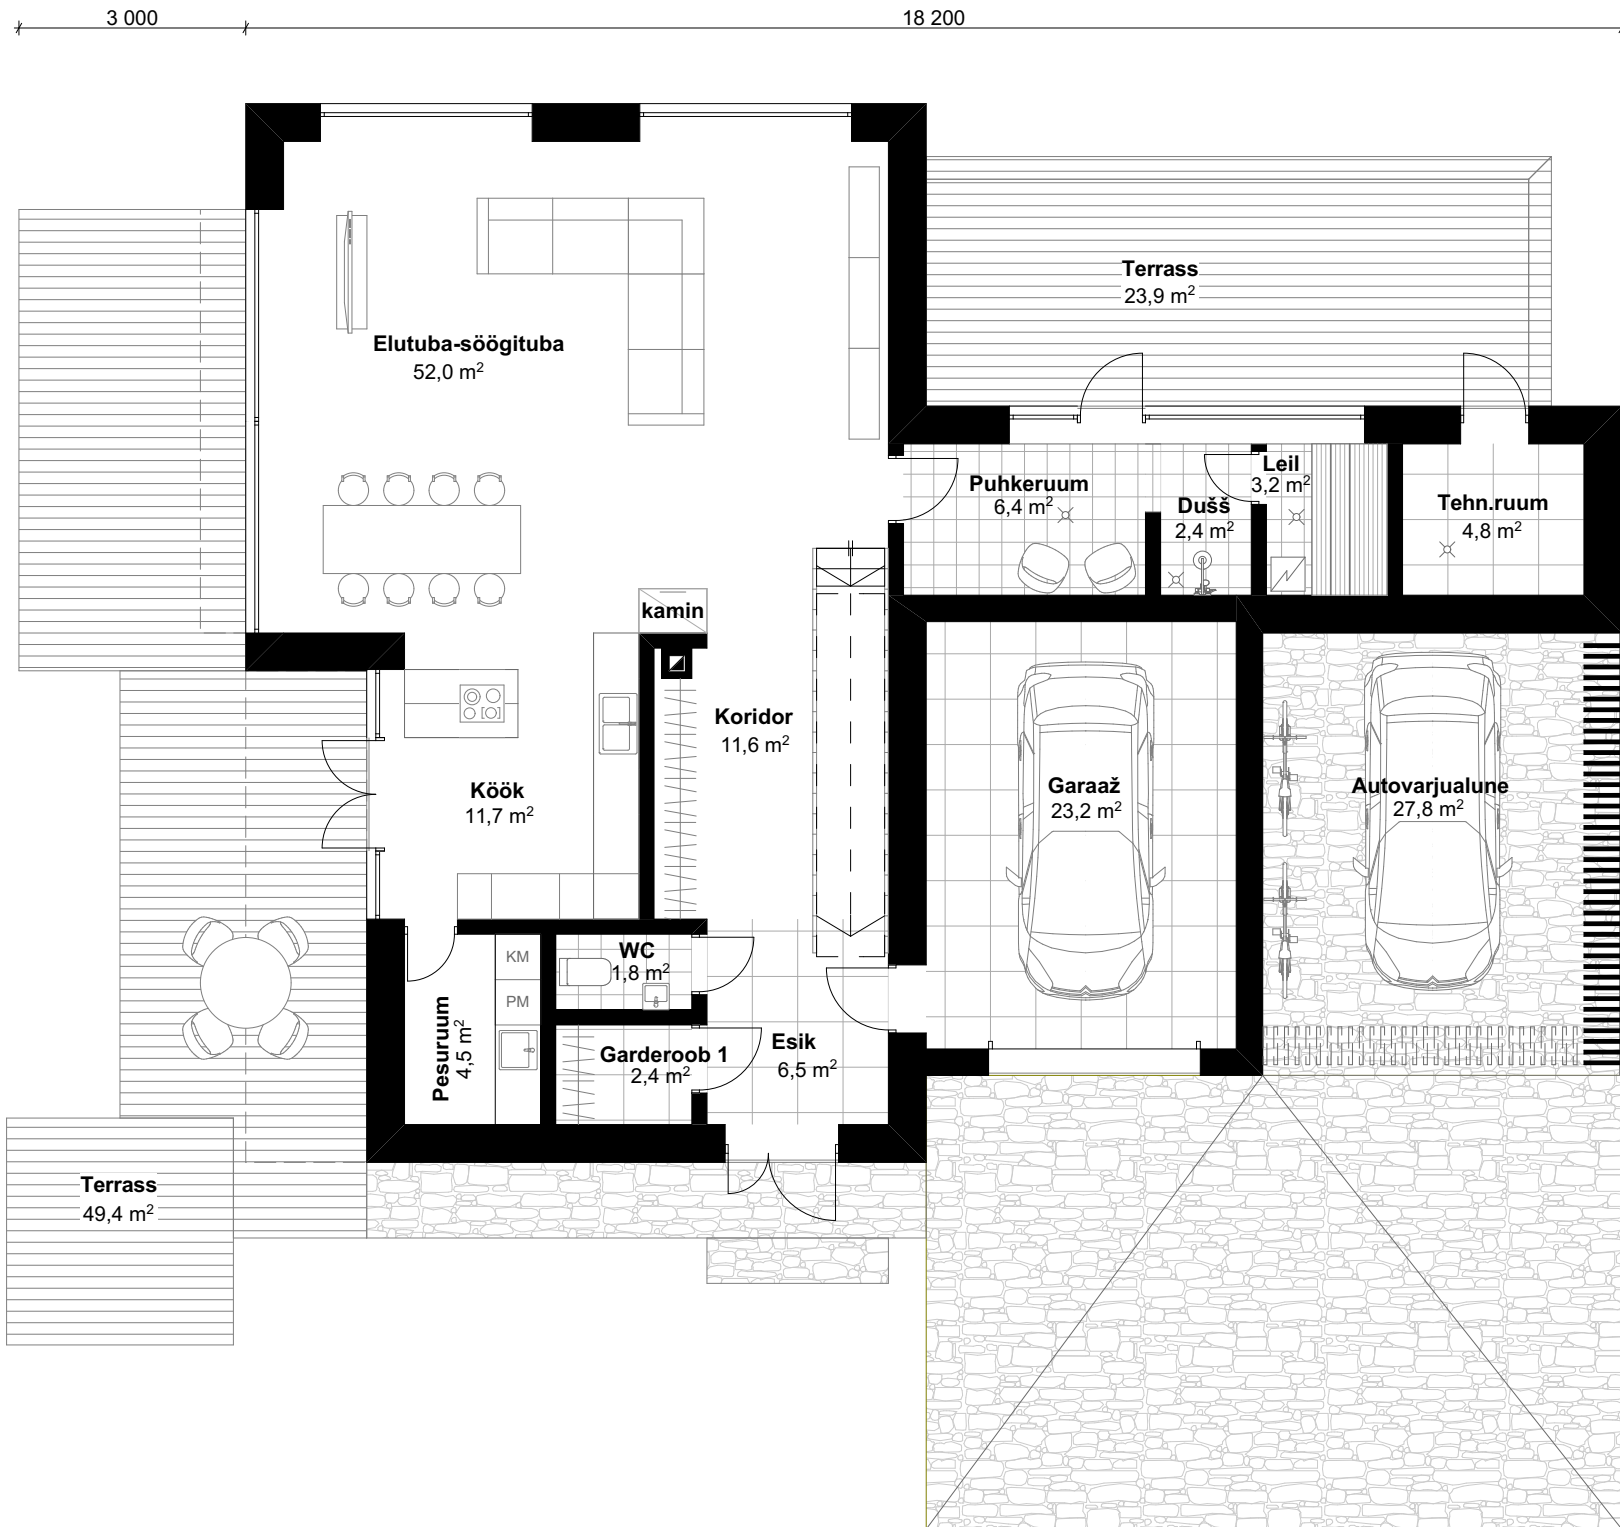 3 000
18 200
Terrass
23,9 m²
Elutuba-söögituba
52,0 m²
Puhkeruum
6,4 m²
Dušš
2,4 m²
Leil
3,2 m²
Tehn.ruum
4,8 m²
kamin
Koridor
11,6 m²
Köök
11,7 m²
Garaaž
23,2 m²
Autovarjualune
27,8 m²
KM
PM
WC
1,8 m²
Pesuruum
4,5 m²
Garderoob 1
2,4 m²
Esik
6,5 m²
Terrass
49,4 m²